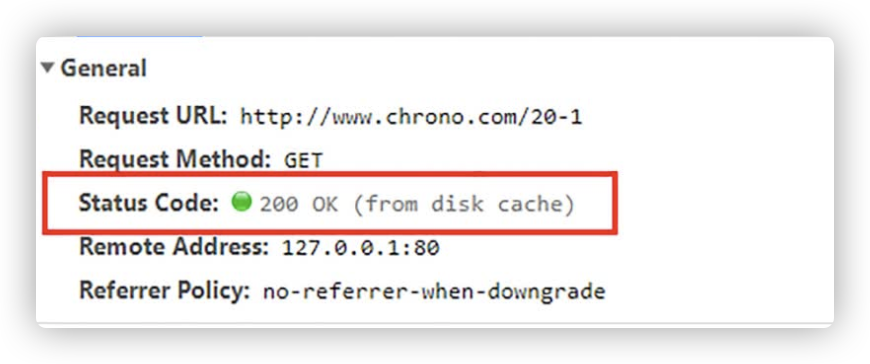 General
Request URL: http://www.chrono.com/20-1
Request Method: GET
Status Code: 200 OK (from disk cache)
Remote Address: 127.0.0.1:80
Referrer Policy: no-referrer-when-downgrade